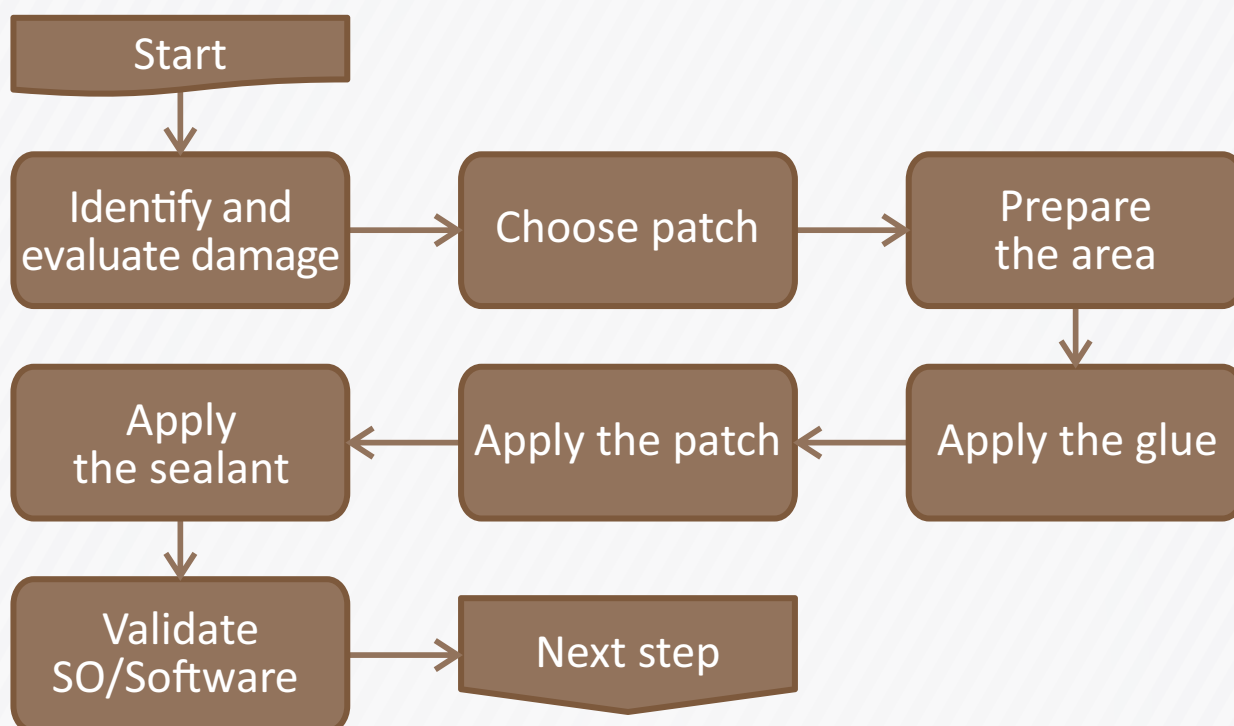 Start
Identify and
evaluate damage
Choose patch
Prepare
the area
Apply the glue
Apply the patch
Apply
the sealant
Validate
SO/Software
Next step